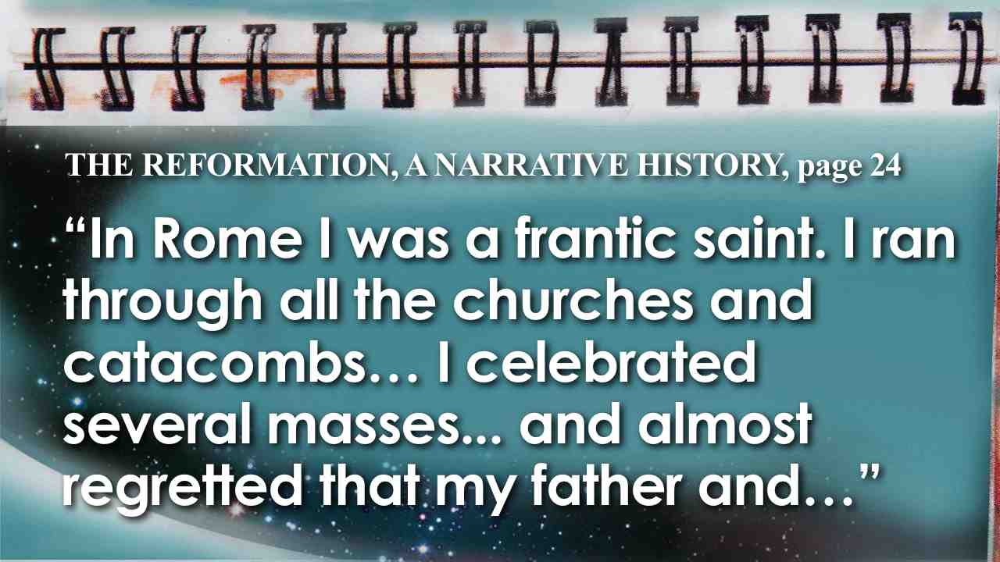 THE REFORMATION, A NARRATIVE HISTORY, page 24
“In Rome I was a frantic saint. I ran
through all the churches and
catacombs… I celebrated
several masses... and almost
regretted that my father and…”